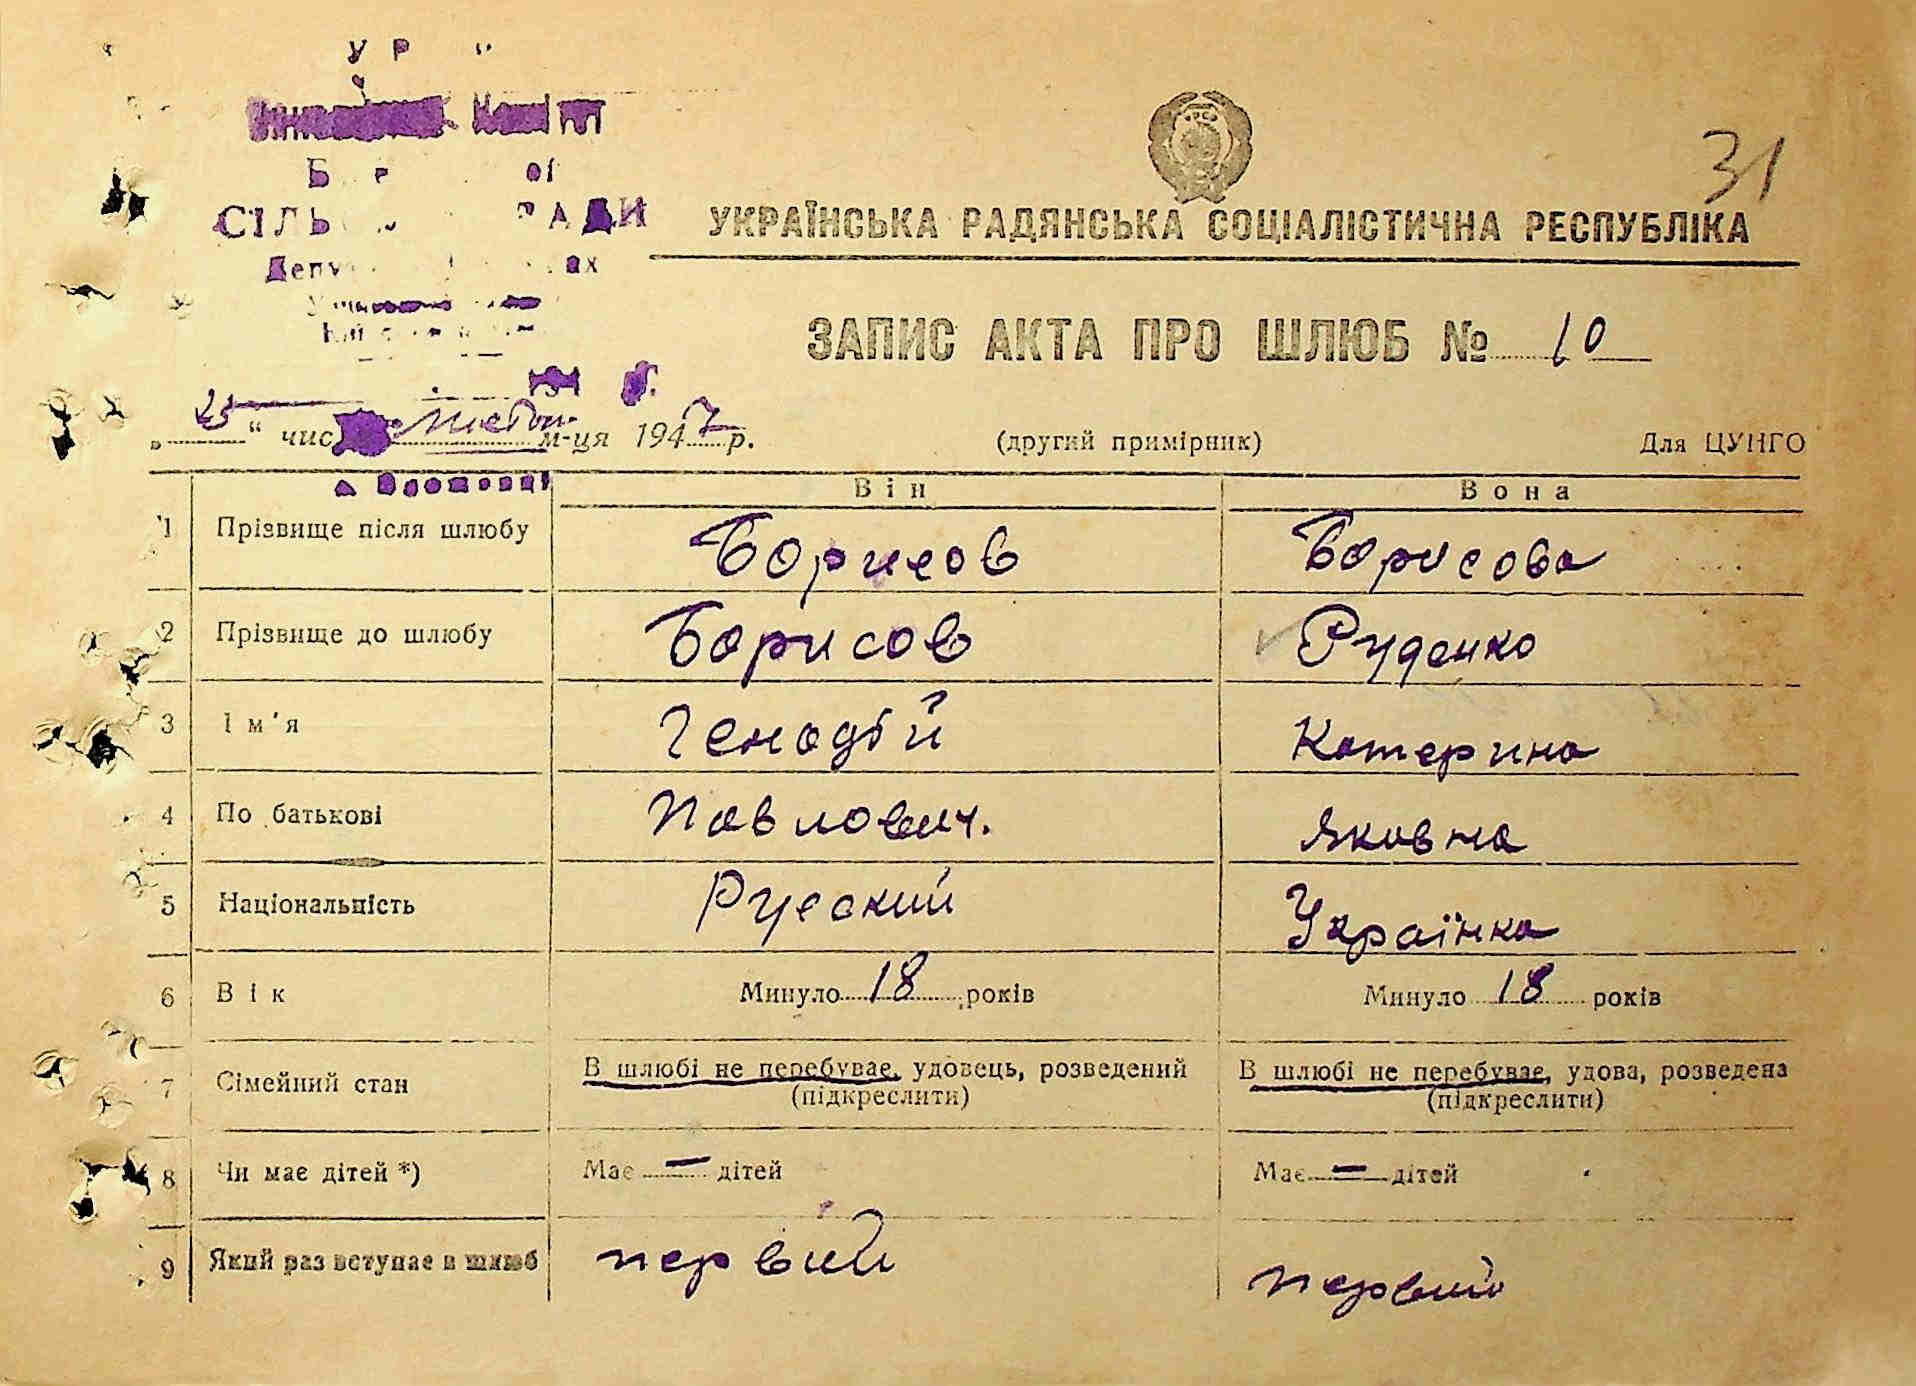 31
УКРАЇНСЬКА РАДЯНСЬКА СОЦІАЛІСТИЧНА РЕСПУБЛІКА
ЗАПИС АКТА ПРО ШЛЮБ № 10
„ 25 “ чис листоп м-ця 1947 р.
(другий примірник)
Для ЦУНГО
Він Вона
1 Прізвище після шлюбу Борисов Борисова
2 Прізвище до шлюбу Борисов Руденко
3 Ім'я Генадій Катерина
4 По батькові Павлович. Яковна
5 Національність Руский Українка
6 Вік Минуло 18 років Минуло 18 років
7 Сімейний стан В шлюбі не перебуває, удовець, розведений В шлюбі не перебуває, удова, розведена
(підкреслити) (підкреслити)
8 Чи має дітей *) Має — дітей Має — дітей
9 Який раз вступає в шлюб первий первий